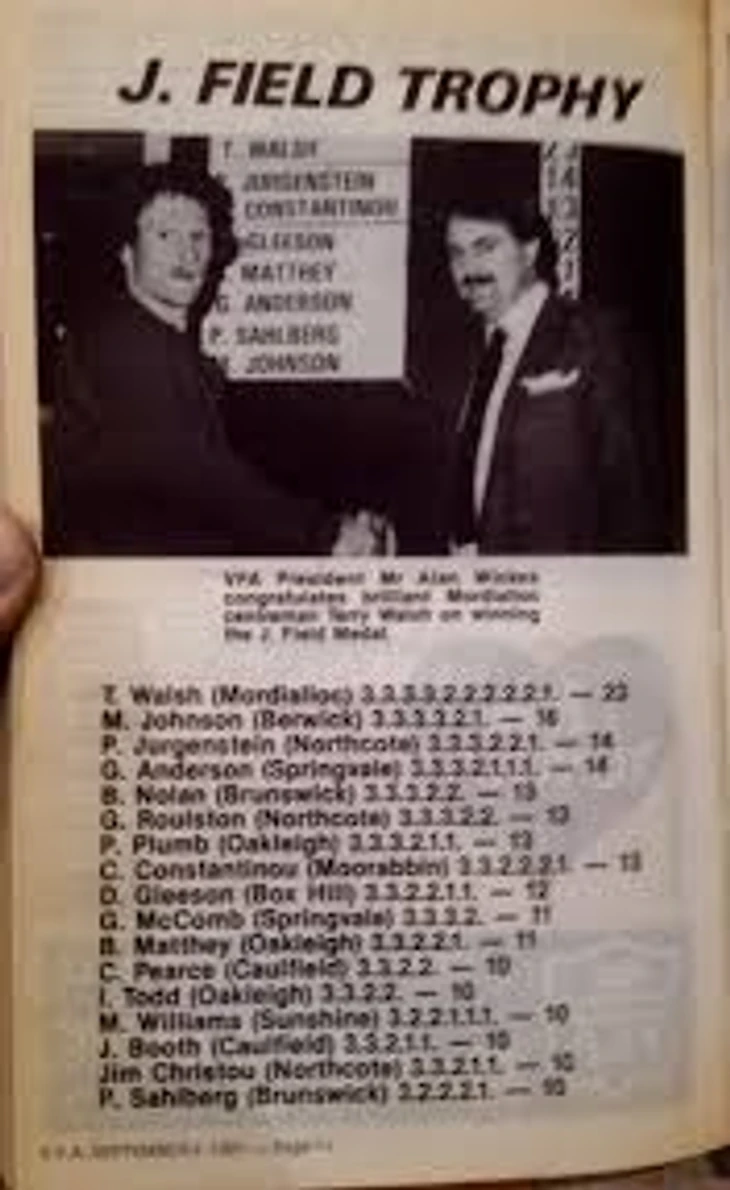 J. FIELD TROPHY
T. WALSH
JURGENSTEIN 14
CONSTANTINOU 13
GLEESON
MATTHEY
G. ANDERSON
P. SAHLBERG
JOHNSON
VFA President Mr Alan Wickes
congratulates brilliant Mordialloc
centreman Terry Walsh on winning
the J. Field Medal.
T. Walsh (Mordialloc) 3.3.3.3.2.2.2.2.2.1. — 23
M. Johnson (Berwick) 3.3.3.3.2.1. — 16
P. Jurgenstein (Northcote) 3.3.3.2.2.1. — 14
G. Anderson (Springvale) 3.3.3.2.1.1.1. — 14
B. Nolan (Brunswick) 3.3.3.2.2. — 13
G. Roulston (Northcote) 3.3.3.2.2. — 13
P. Plumb (Oakleigh) 3.3.3.2.1.1. — 13
C. Constantinou (Moorabbin) 3.3.2.2.2.1. — 13
D. Gleeson (Box Hill) 3.3.2.2.1.1. — 12
G. McComb (Springvale) 3.3.3.2. — 11
B. Matthey (Oakleigh) 3.3.2.2.1. — 11
C. Pearce (Caulfield) 3.3.2.2. — 10
I. Todd (Oakleigh) 3.3.2.2. — 10
M. Williams (Sunshine) 3.2.2.1.1.1. — 10
J. Booth (Caulfield) 3.3.2.1.1. — 10
Jim Christou (Northcote) 3.3.2.1.1. — 10
P. Sahlberg (Brunswick) 3.2.2.2.1. — 10